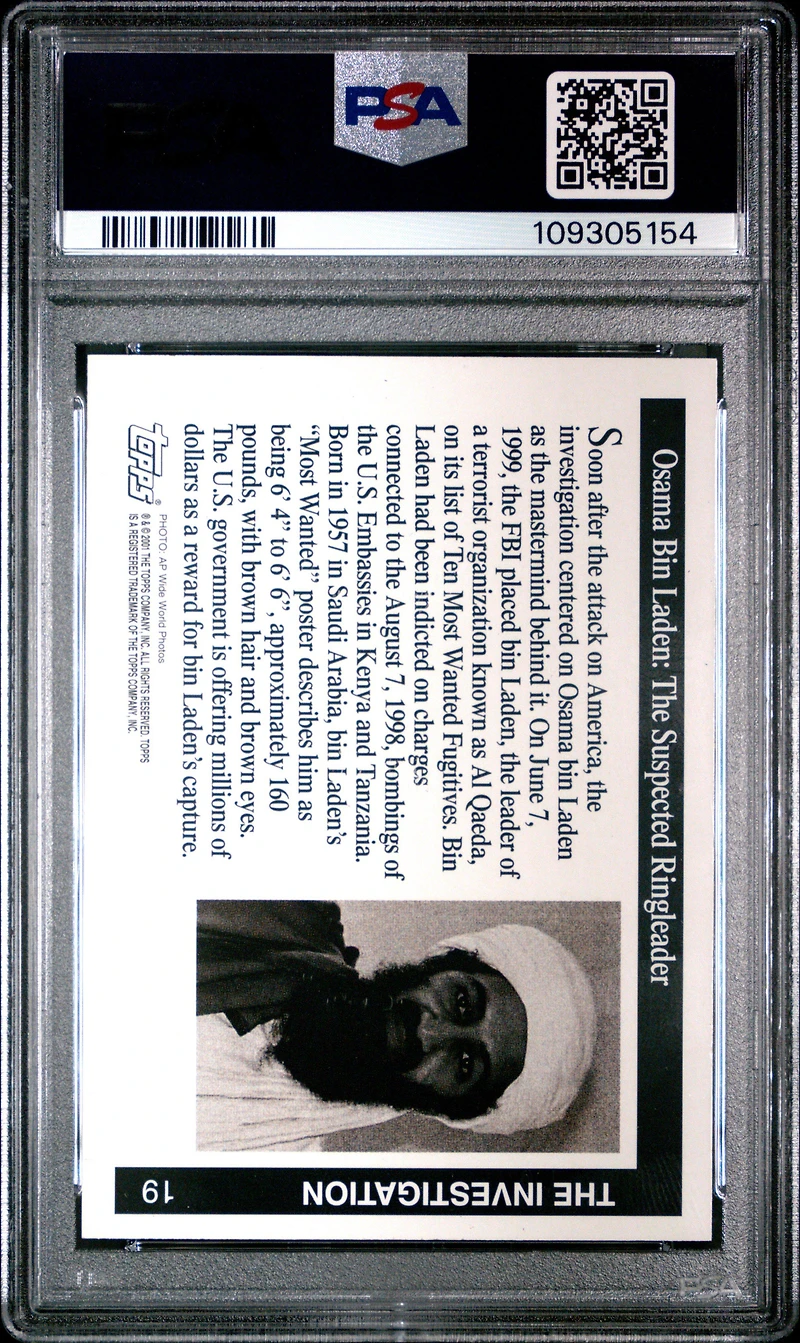 PSA
109305154
Osama Bin Laden: The Suspected Ringleader
Soon after the attack on America, the
investigation centered on Osama bin Laden
as the mastermind behind it. On June 7,
1999, the FBI placed bin Laden, the leader of
a terrorist organization known as Al Qaeda,
on its list of Ten Most Wanted Fugitives. Bin
Laden had been indicted on charges
connected to the August 7, 1998, bombings of
the U.S. Embassies in Kenya and Tanzania.
Born in 1957 in Saudi Arabia, bin Laden’s
“Most Wanted” poster describes him as
being 6’ 4” to 6’ 6”, approximately 160
pounds, with brown hair and brown eyes.
The U.S. government is offering millions of
dollars as a reward for bin Laden’s capture.
topps®
PHOTO: AP Wide World Photos
® & © 2001 THE TOPPS COMPANY, INC. ALL RIGHTS RESERVED. TOPPS
IS A REGISTERED TRADEMARK OF THE TOPPS COMPANY, INC.
THE INVESTIGATION
19
PSA